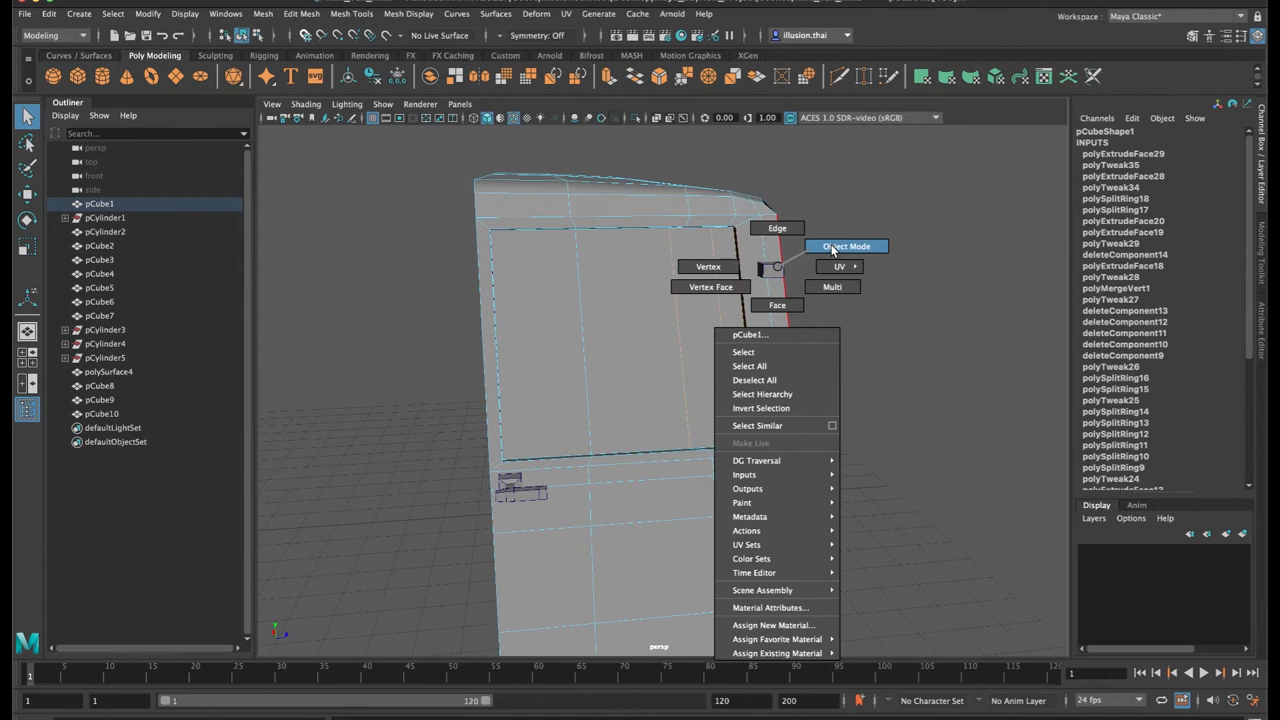 File Edit Create Select Modify Display Windows Mesh Edit Mesh Mesh Tools Mesh Display Curves Surfaces Deform UV Generate Cache Arnold Help
Workspace : Maya Classic*
Modeling No Live Surface Symmetry: Off illusion.thai
Curves / Surfaces Poly Modeling Sculpting Rigging Animation Rendering FX FX Caching Custom Arnold Bifrost MASH Motion Graphics XGen
Outliner
Display Show Help
Search...
persp
top
front
side
pCube1
pCylinder1
pCylinder2
pCube2
pCube3
pCube4
pCube5
pCube6
pCube7
pCylinder3
pCylinder4
pCylinder5
polySurface4
pCube8
pCube9
pCube10
defaultLightSet
defaultObjectSet
View Shading Lighting Show Renderer Panels
0.00 1.00 ACES 1.0 SDR-video (sRGB)
Edge
Object Mode
Vertex
UV
Vertex Face
Multi
Face
pCube1...
Select
Select All
Deselect All
Select Hierarchy
Invert Selection
Select Similar
Make Live
DG Traversal
Inputs
Outputs
Paint
Metadata
Actions
UV Sets
Color Sets
Time Editor
Scene Assembly
Material Attributes...
Assign New Material...
Assign Favorite Material
Assign Existing Material
persp
Channels Edit Object Show
pCubeShape1
INPUTS
polyExtrudeFace29
polyTweak35
polyExtrudeFace28
polyTweak34
polySplitRing18
polySplitRing17
polyExtrudeFace20
polyExtrudeFace19
polyTweak29
deleteComponent14
polyExtrudeFace18
polyTweak28
polyMergeVert1
polyTweak27
deleteComponent13
deleteComponent12
deleteComponent11
deleteComponent10
deleteComponent9
polyTweak26
polySplitRing16
polySplitRing15
polyTweak25
polySplitRing14
polySplitRing13
polySplitRing12
polySplitRing11
polySplitRing10
polySplitRing9
polyTweak24
Display Anim
Layers Options Help
Channel Box / Layer Editor
Modeling Toolkit
Attribute Editor
5 10 15 20 25 30 35 40 45 50 55 60 65 70 75 80 85 90 95 100 105 110 115 120
1
1
1 1 1 120 120 200 No Character Set No Anim Layer 24 fps